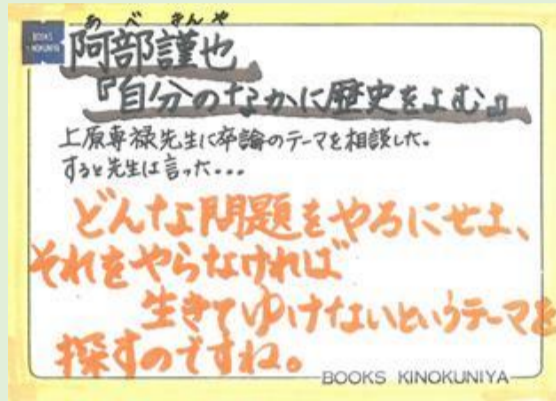 BOOKS
KINOKUNIYA
あべ きんや
阿部謹也
『自分のなかに歴史をよむ』
上原専禄先生に卒論のテーマを相談した。
すると先生は言った...
どんな問題をやるにせよ、
それをやらなければ
生きてゆけないというテーマを
探すのですね。
BOOKS KINOKUNIYA